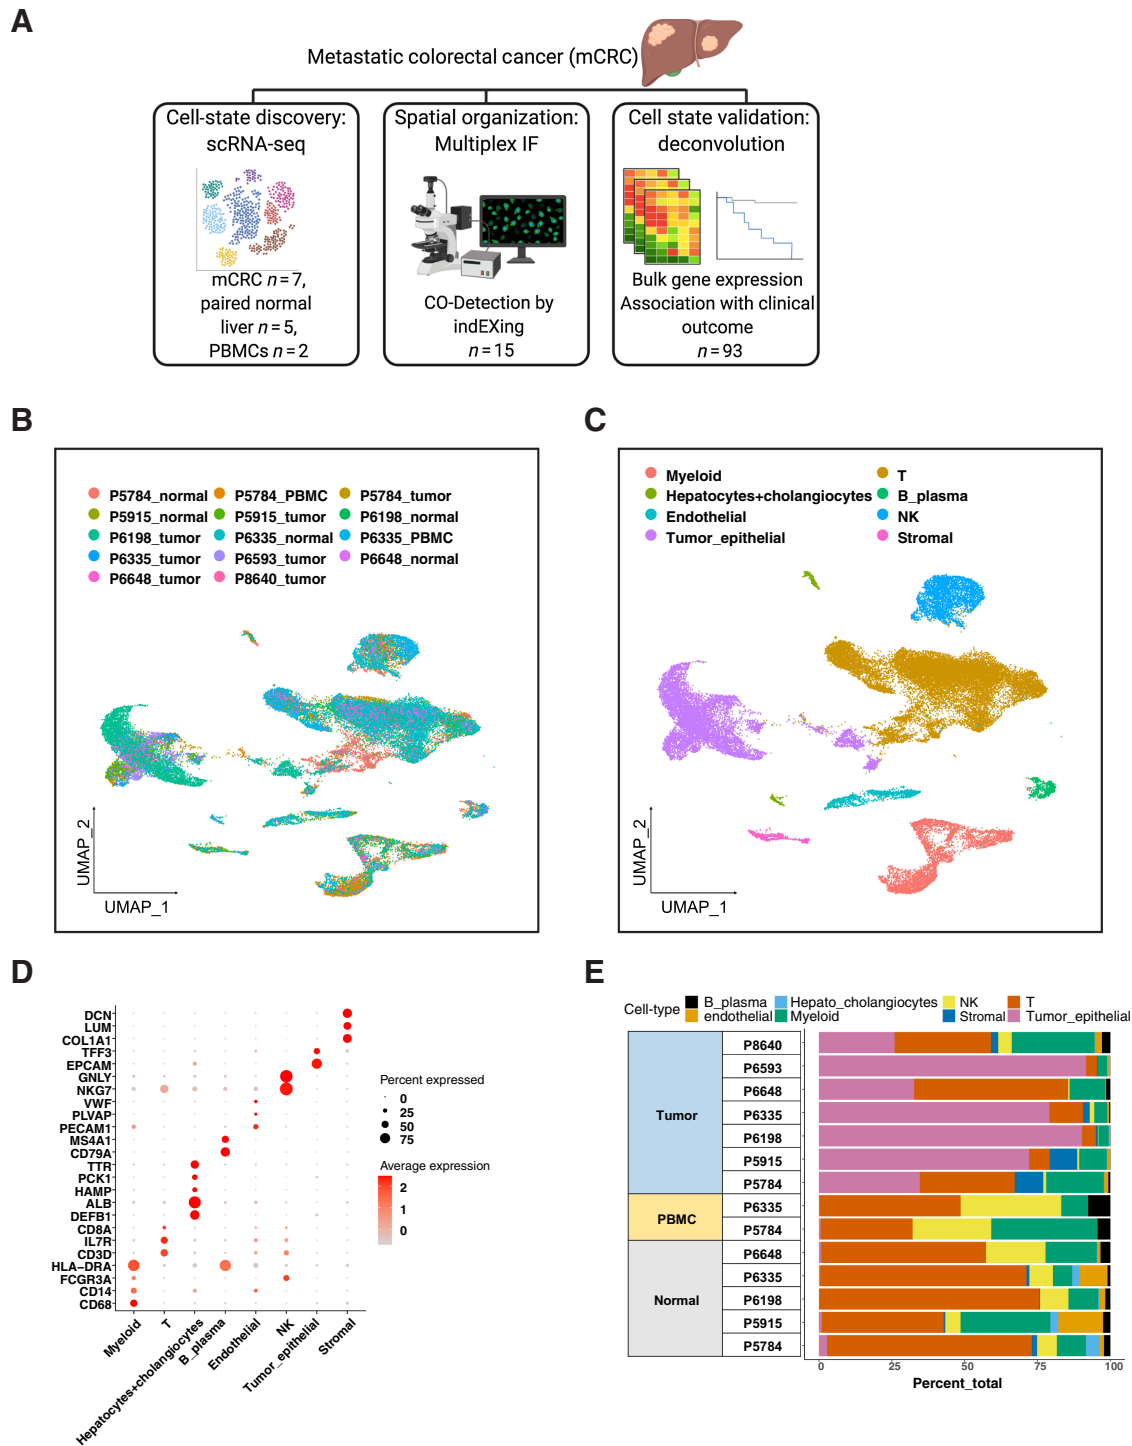 A
Metastatic colorectal cancer (mCRC)
Cell-state discovery:
scRNA-seq
mCRC n = 7,
paired normal
liver n = 5,
PBMCs n = 2
Spatial organization:
Multiplex IF
CO-Detection by
indEXing
n = 15
Cell state validation:
deconvolution
Bulk gene expression
Association with clinical
outcome
n = 93
B
P5784_normal P5784_PBMC P5784_tumor
P5915_normal P5915_tumor P6198_normal
P6198_tumor P6335_normal P6335_PBMC
P6335_tumor P6593_tumor P6648_normal
P6648_tumor P8640_tumor
UMAP_2
UMAP_1
C
Myeloid T
Hepatocytes+cholangiocytes B_plasma
Endothelial NK
Tumor_epithelial Stromal
UMAP_2
UMAP_1
D
DCN
LUM
COL1A1
TFF3
EPCAM
GNLY
NKG7
VWF
PLVAP
PECAM1
MS4A1
CD79A
TTR
PCK1
HAMP
ALB
DEFB1
CD8A
IL7R
CD3D
HLA−DRA
FCGR3A
CD14
CD68
Myeloid
T
Hepatocytes+cholangiocytes
B_plasma
Endothelial
NK
Tumor_epithelial
Stromal
Percent expressed
0
25
50
75
Average expression
2
1
0
E
Cell-type B_plasma Hepato_cholangiocytes NK T
endothelial Myeloid Stromal Tumor_epithelial
Tumor
P8640
P6593
P6648
P6335
P6198
P5915
P5784
PBMC
P6335
P5784
Normal
P6648
P6335
P6198
P5915
P5784
0 25 50 75 100
Percent_total